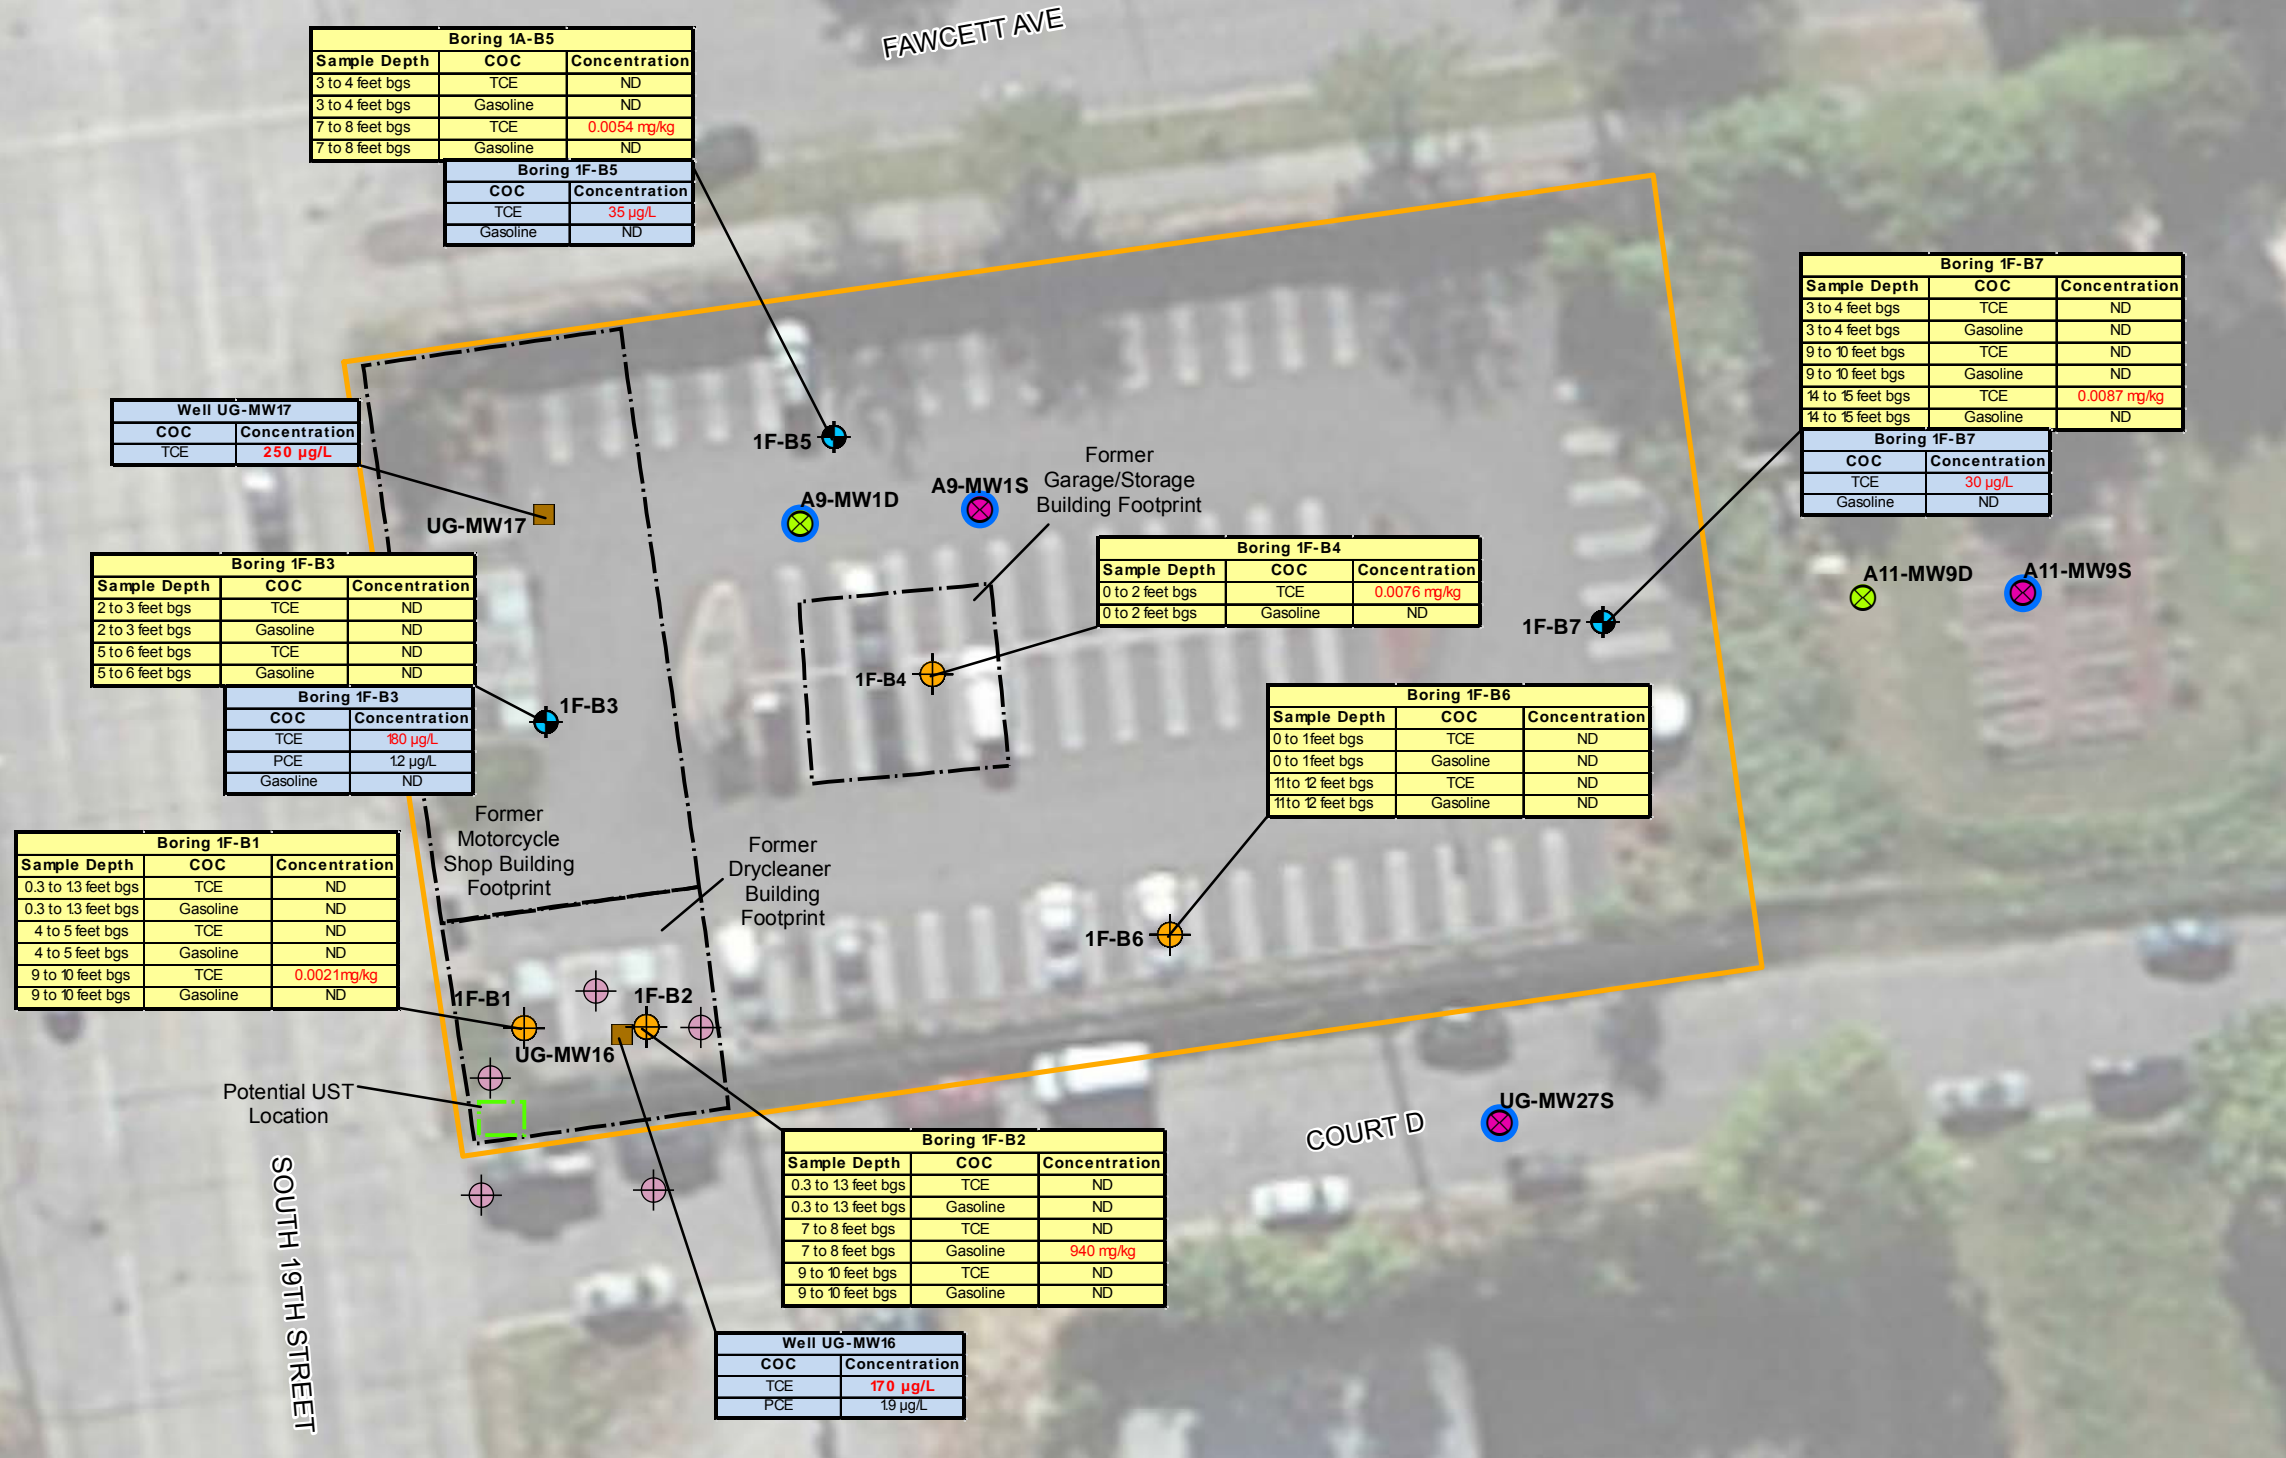 FAWCETT AVE
Boring 1A-B5
Sample Depth COC Concentration
3 to 4 feet bgs TCE ND
3 to 4 feet bgs Gasoline ND
7 to 8 feet bgs TCE 0.0054 mg/kg
7 to 8 feet bgs Gasoline ND
Boring 1F-B5
COC Concentration
TCE 35 µg/L
Gasoline ND
Boring 1F-B7
Sample Depth COC Concentration
3 to 4 feet bgs TCE ND
3 to 4 feet bgs Gasoline ND
9 to 10 feet bgs TCE ND
9 to 10 feet bgs Gasoline ND
14 to 15 feet bgs TCE 0.0087 mg/kg
14 to 15 feet bgs Gasoline ND
Boring 1F-B7
COC Concentration
TCE 30 µg/L
Gasoline ND
Well UG-MW17
COC Concentration
TCE 250 µg/L
1F-B5
UG-MW17
A9-MW1D
A9-MW1S
Former
Garage/Storage
Building Footprint
Boring 1F-B4
Sample Depth COC Concentration
0 to 2 feet bgs TCE 0.0076 mg/kg
0 to 2 feet bgs Gasoline ND
A11-MW9D
A11-MW9S
1F-B7
Boring 1F-B3
Sample Depth COC Concentration
2 to 3 feet bgs TCE ND
2 to 3 feet bgs Gasoline ND
5 to 6 feet bgs TCE ND
5 to 6 feet bgs Gasoline ND
Boring 1F-B3
COC Concentration
TCE 180 µg/L
PCE 1.2 µg/L
Gasoline ND
1F-B3
1F-B4
Boring 1F-B6
Sample Depth COC Concentration
0 to 1 feet bgs TCE ND
0 to 1 feet bgs Gasoline ND
11 to 12 feet bgs TCE ND
11 to 12 feet bgs Gasoline ND
Former
Motorcycle
Shop Building
Footprint
Former
Drycleaner
Building
Footprint
Boring 1F-B1
Sample Depth COC Concentration
0.3 to 1.3 feet bgs TCE ND
0.3 to 1.3 feet bgs Gasoline ND
4 to 5 feet bgs TCE ND
4 to 5 feet bgs Gasoline ND
9 to 10 feet bgs TCE 0.0021 mg/kg
9 to 10 feet bgs Gasoline ND
1F-B6
1F-B1
1F-B2
UG-MW16
Potential UST
Location
UG-MW27S
COURT D
SOUTH 19TH STREET
Boring 1F-B2
Sample Depth COC Concentration
0.3 to 1.3 feet bgs TCE ND
0.3 to 1.3 feet bgs Gasoline ND
7 to 8 feet bgs TCE ND
7 to 8 feet bgs Gasoline 940 mg/kg
9 to 10 feet bgs TCE ND
9 to 10 feet bgs Gasoline ND
Well UG-MW16
COC Concentration
TCE 170 µg/L
PCE 1.9 µg/L